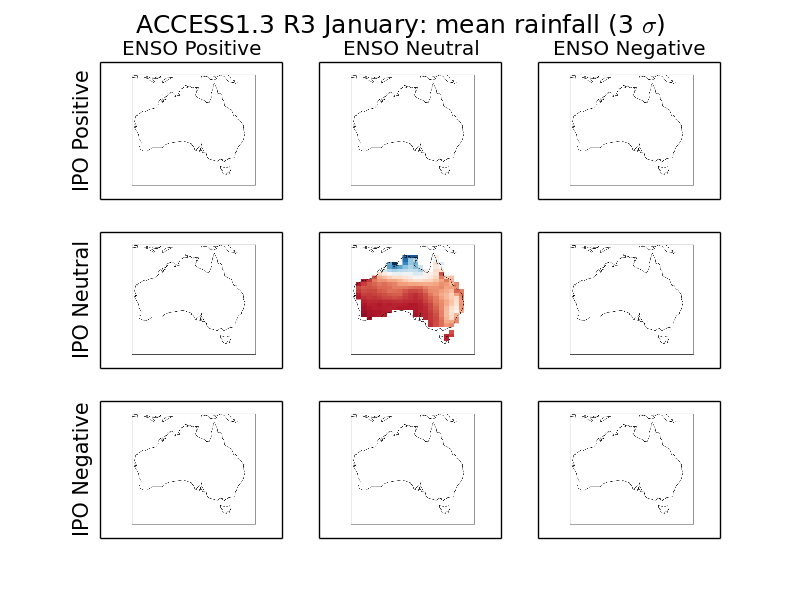 ACCESS1.3 R3 January: mean rainfall (3 σ)
ENSO Positive
ENSO Neutral
ENSO Negative
IPO Positive
IPO Neutral
IPO Negative